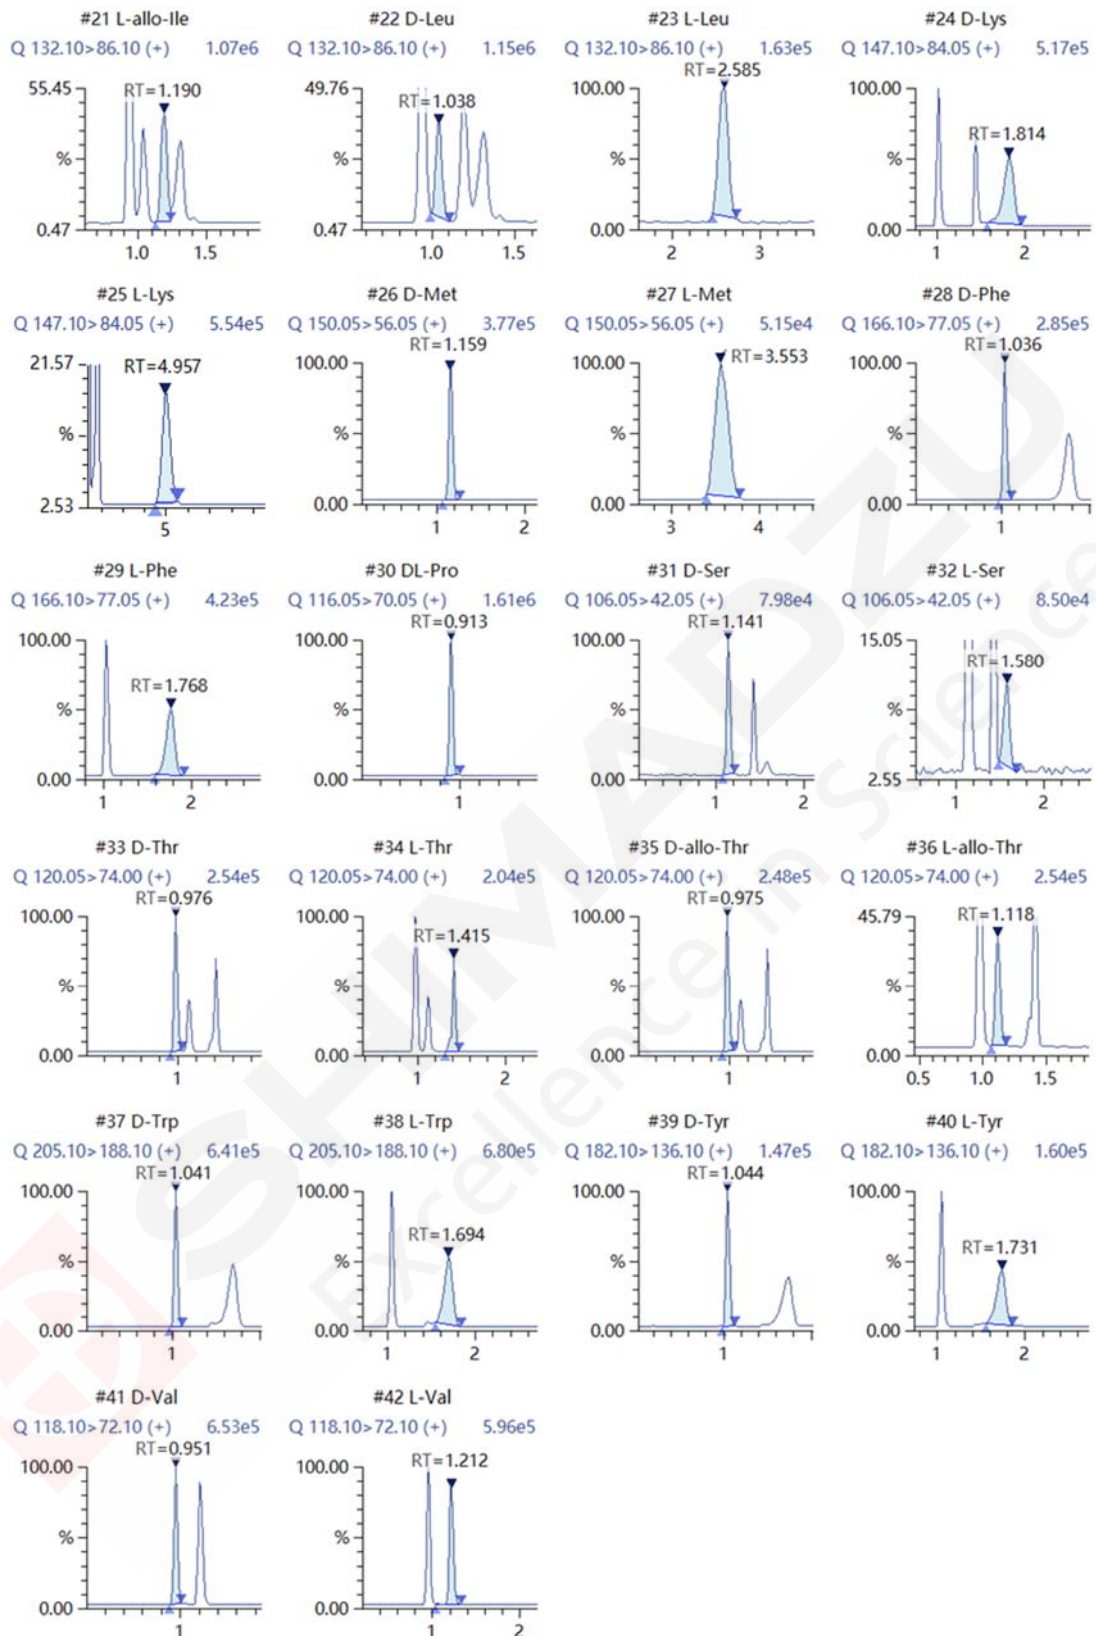 #21 L-allo-Ile
Q 132.10>86.10 (+) 1.07e6
55.45
RT=1.190
%
0.47
1.0 1.5
#22 D-Leu
Q 132.10>86.10 (+) 1.15e6
49.76
RT=1.038
%
0.47
1.0 1.5
#23 L-Leu
Q 132.10>86.10 (+) 1.63e5
RT=2.585
100.00
%
0.00
2 3
#24 D-Lys
Q 147.10>84.05 (+) 5.17e5
100.00
RT=1.814
%
0.00
1 2
#25 L-Lys
Q 147.10>84.05 (+) 5.54e5
21.57
RT=4.957
%
2.53
5
#26 D-Met
Q 150.05>56.05 (+) 3.77e5
RT=1.159
100.00
%
0.00
1 2
#27 L-Met
Q 150.05>56.05 (+) 5.15e4
100.00
RT=3.553
%
0.00
3 4
#28 D-Phe
Q 166.10>77.05 (+) 2.85e5
RT=1.036
100.00
%
0.00
1
#29 L-Phe
Q 166.10>77.05 (+) 4.23e5
100.00
RT=1.768
%
0.00
1 2
#30 DL-Pro
Q 116.05>70.05 (+) 1.61e6
RT=0.913
100.00
%
0.00
1
#31 D-Ser
Q 106.05>42.05 (+) 7.98e4
RT=1.141
100.00
%
0.00
1 2
#32 L-Ser
Q 106.05>42.05 (+) 8.50e4
15.05
RT=1.580
%
2.55
1 2
#33 D-Thr
Q 120.05>74.00 (+) 2.54e5
RT=0.976
100.00
%
0.00
1
#34 L-Thr
Q 120.05>74.00 (+) 2.04e5
100.00
RT=1.415
%
0.00
1 2
#35 D-allo-Thr
Q 120.05>74.00 (+) 2.48e5
RT=0.975
100.00
%
0.00
1
#36 L-allo-Thr
Q 120.05>74.00 (+) 2.54e5
45.79
RT=1.118
%
0.00
0.5 1.0 1.5
#37 D-Trp
Q 205.10>188.10 (+) 6.41e5
RT=1.041
100.00
%
0.00
1
#38 L-Trp
Q 205.10>188.10 (+) 6.80e5
100.00
RT=1.694
%
0.00
1 2
#39 D-Tyr
Q 182.10>136.10 (+) 1.47e5
RT=1.044
100.00
%
0.00
1
#40 L-Tyr
Q 182.10>136.10 (+) 1.60e5
100.00
RT=1.731
%
0.00
1 2
#41 D-Val
Q 118.10>72.10 (+) 6.53e5
RT=0.951
100.00
%
0.00
1
#42 L-Val
Q 118.10>72.10 (+) 5.96e5
RT=1.212
100.00
%
0.00
1 2
SHIMADZU
Excellence in Science